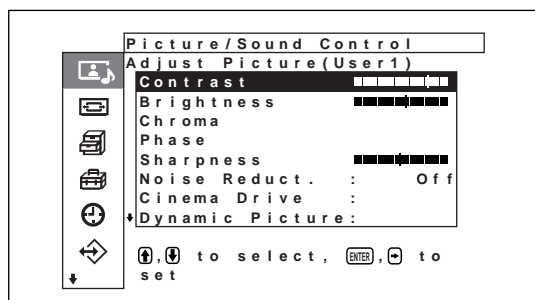 Picture/Sound Control
Adjust Picture(User1)
Contrast
Brightness
Chroma
Phase
Sharpness
Noise Reduct. : Off
Cinema Drive :
Dynamic Picture:
↑,↓ to select, ENTER,→ to
set